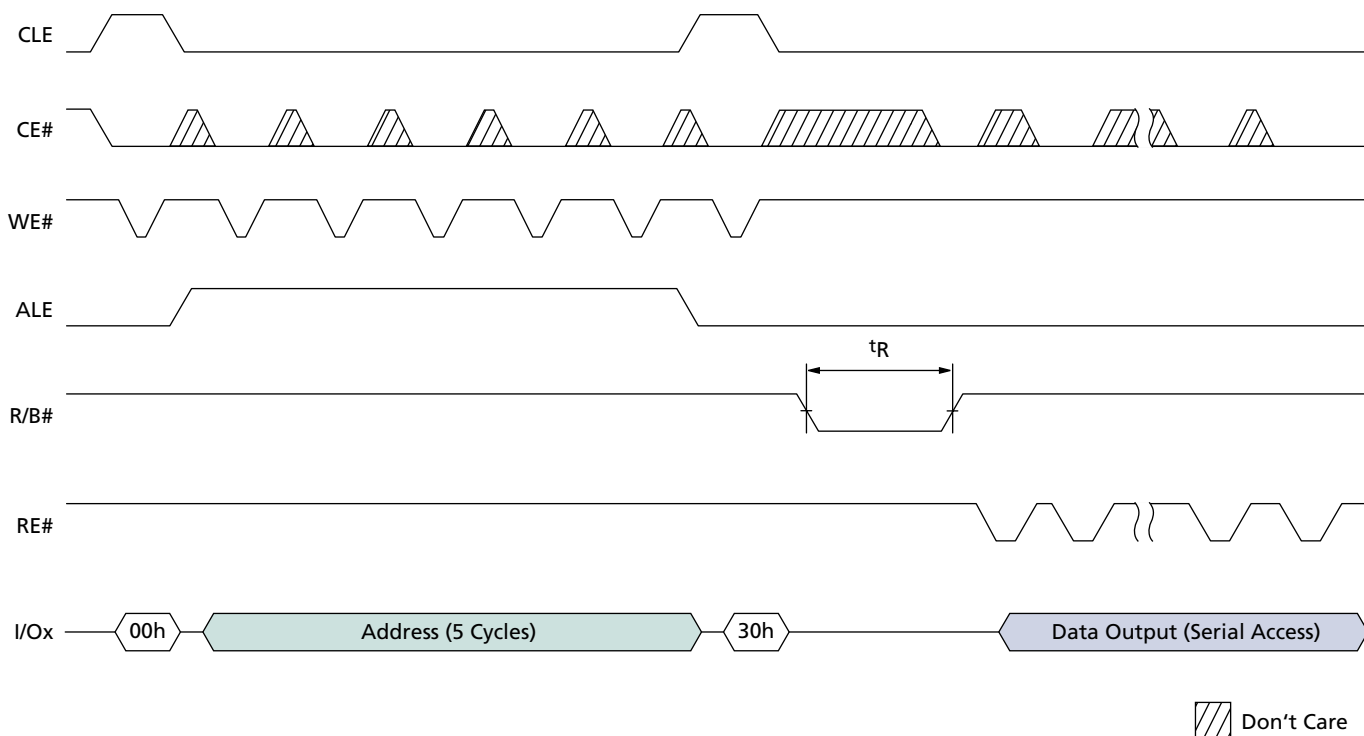 CLE
CE#
WE#
ALE
tR
R/B#
RE#
I/Ox
00h
Address (5 Cycles)
30h
Data Output (Serial Access)
Don't Care